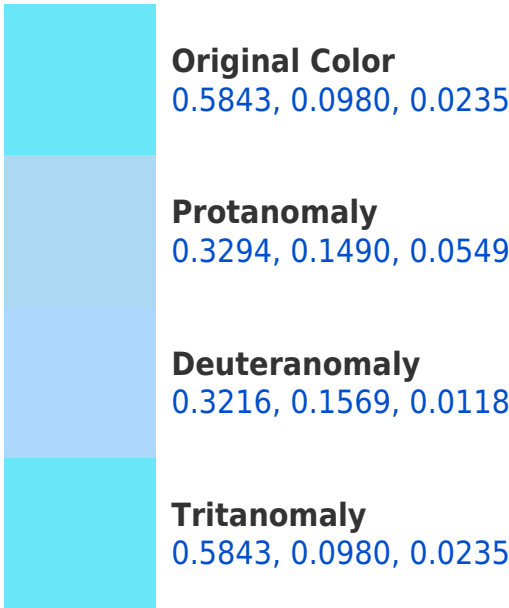 Original Color
0.5843, 0.0980, 0.0235
Protanomaly
0.3294, 0.1490, 0.0549
Deuteranomaly
0.3216, 0.1569, 0.0118
Tritanomaly
0.5843, 0.0980, 0.0235